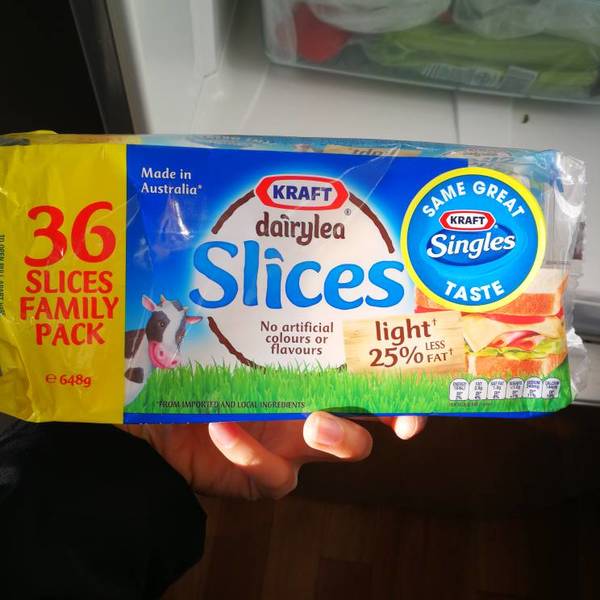 36
SLICES
FAMILY
PACK
e 648g
Made in
Australia*
KRAFT
dairylea®
Slices
No artificial
colours or
flavours
light†
25% LESS FAT†
SAME GREAT
KRAFT
Singles
TASTE
*FROM IMPORTED AND LOCAL INGREDIENTS